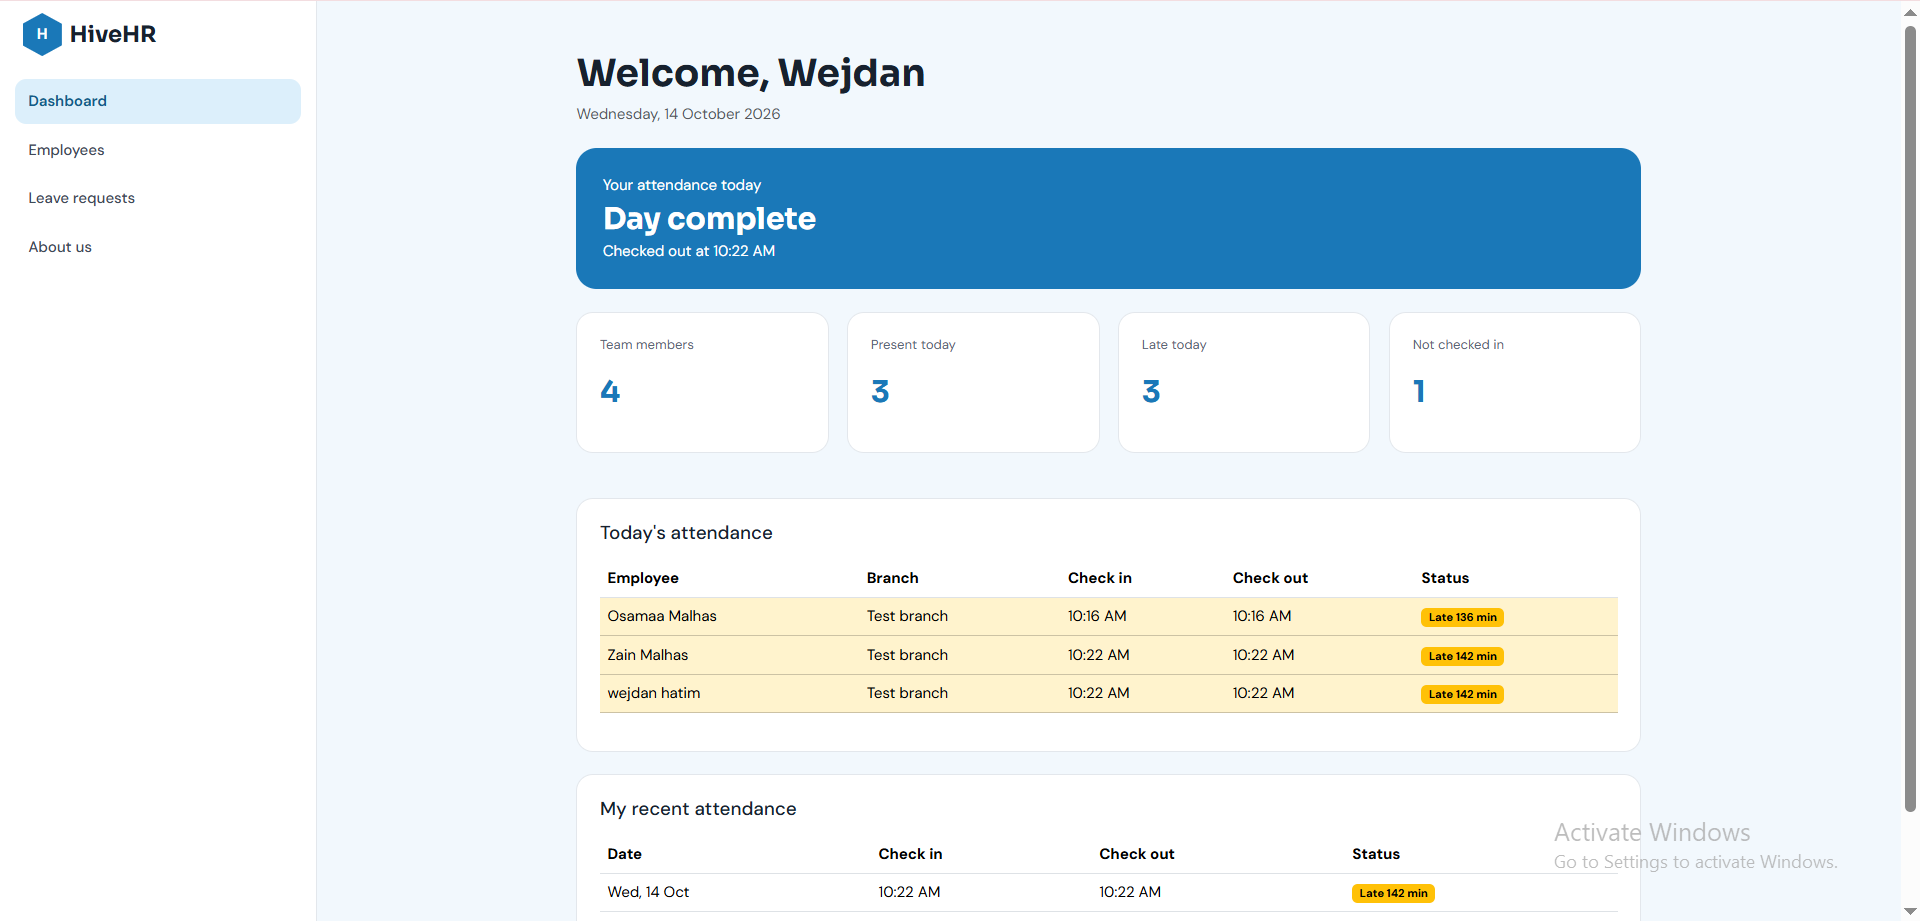 H HiveHR
Dashboard
Employees
Leave requests
About us
Welcome, Wejdan
Wednesday, 14 October 2026
Your attendance today
Day complete
Checked out at 10:22 AM
Team members
4
Present today
3
Late today
3
Not checked in
1
Today's attendance
Employee Branch Check in Check out Status
Osamaa Malhas Test branch 10:16 AM 10:16 AM Late 136 min
Zain Malhas Test branch 10:22 AM 10:22 AM Late 142 min
wejdan hatim Test branch 10:22 AM 10:22 AM Late 142 min
My recent attendance
Date Check in Check out Status
Wed, 14 Oct 10:22 AM 10:22 AM Late 142 min
Activate Windows
Go to Settings to activate Windows.